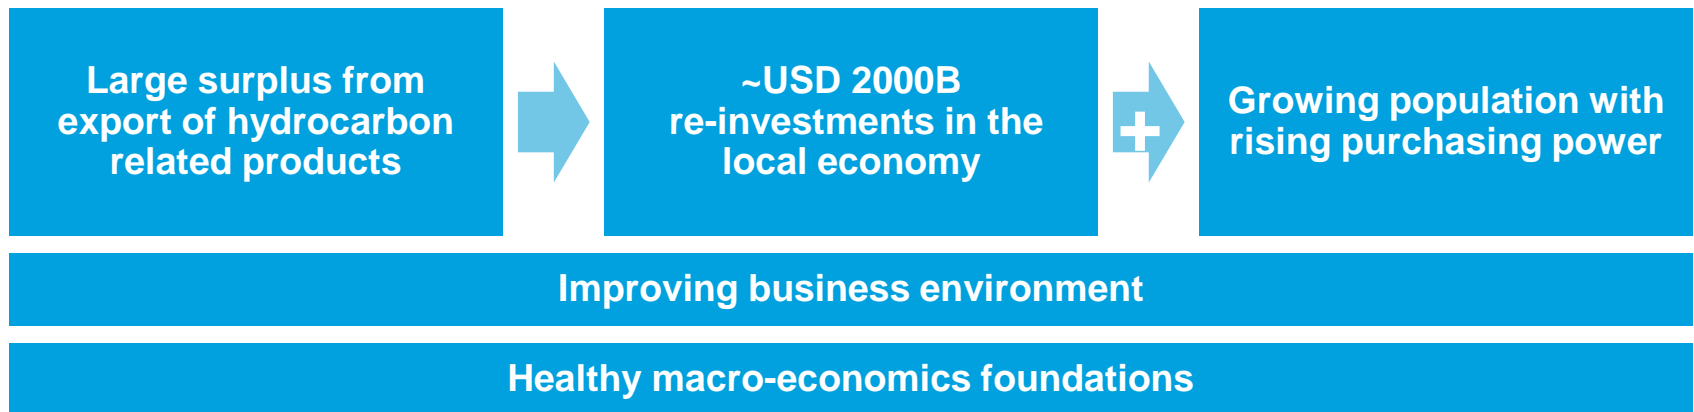 Large surplus from
export of hydrocarbon
related products
~USD 2000B
re-investments in the
local economy
+
Growing population with
rising purchasing power
Improving business environment
Healthy macro-economics foundations